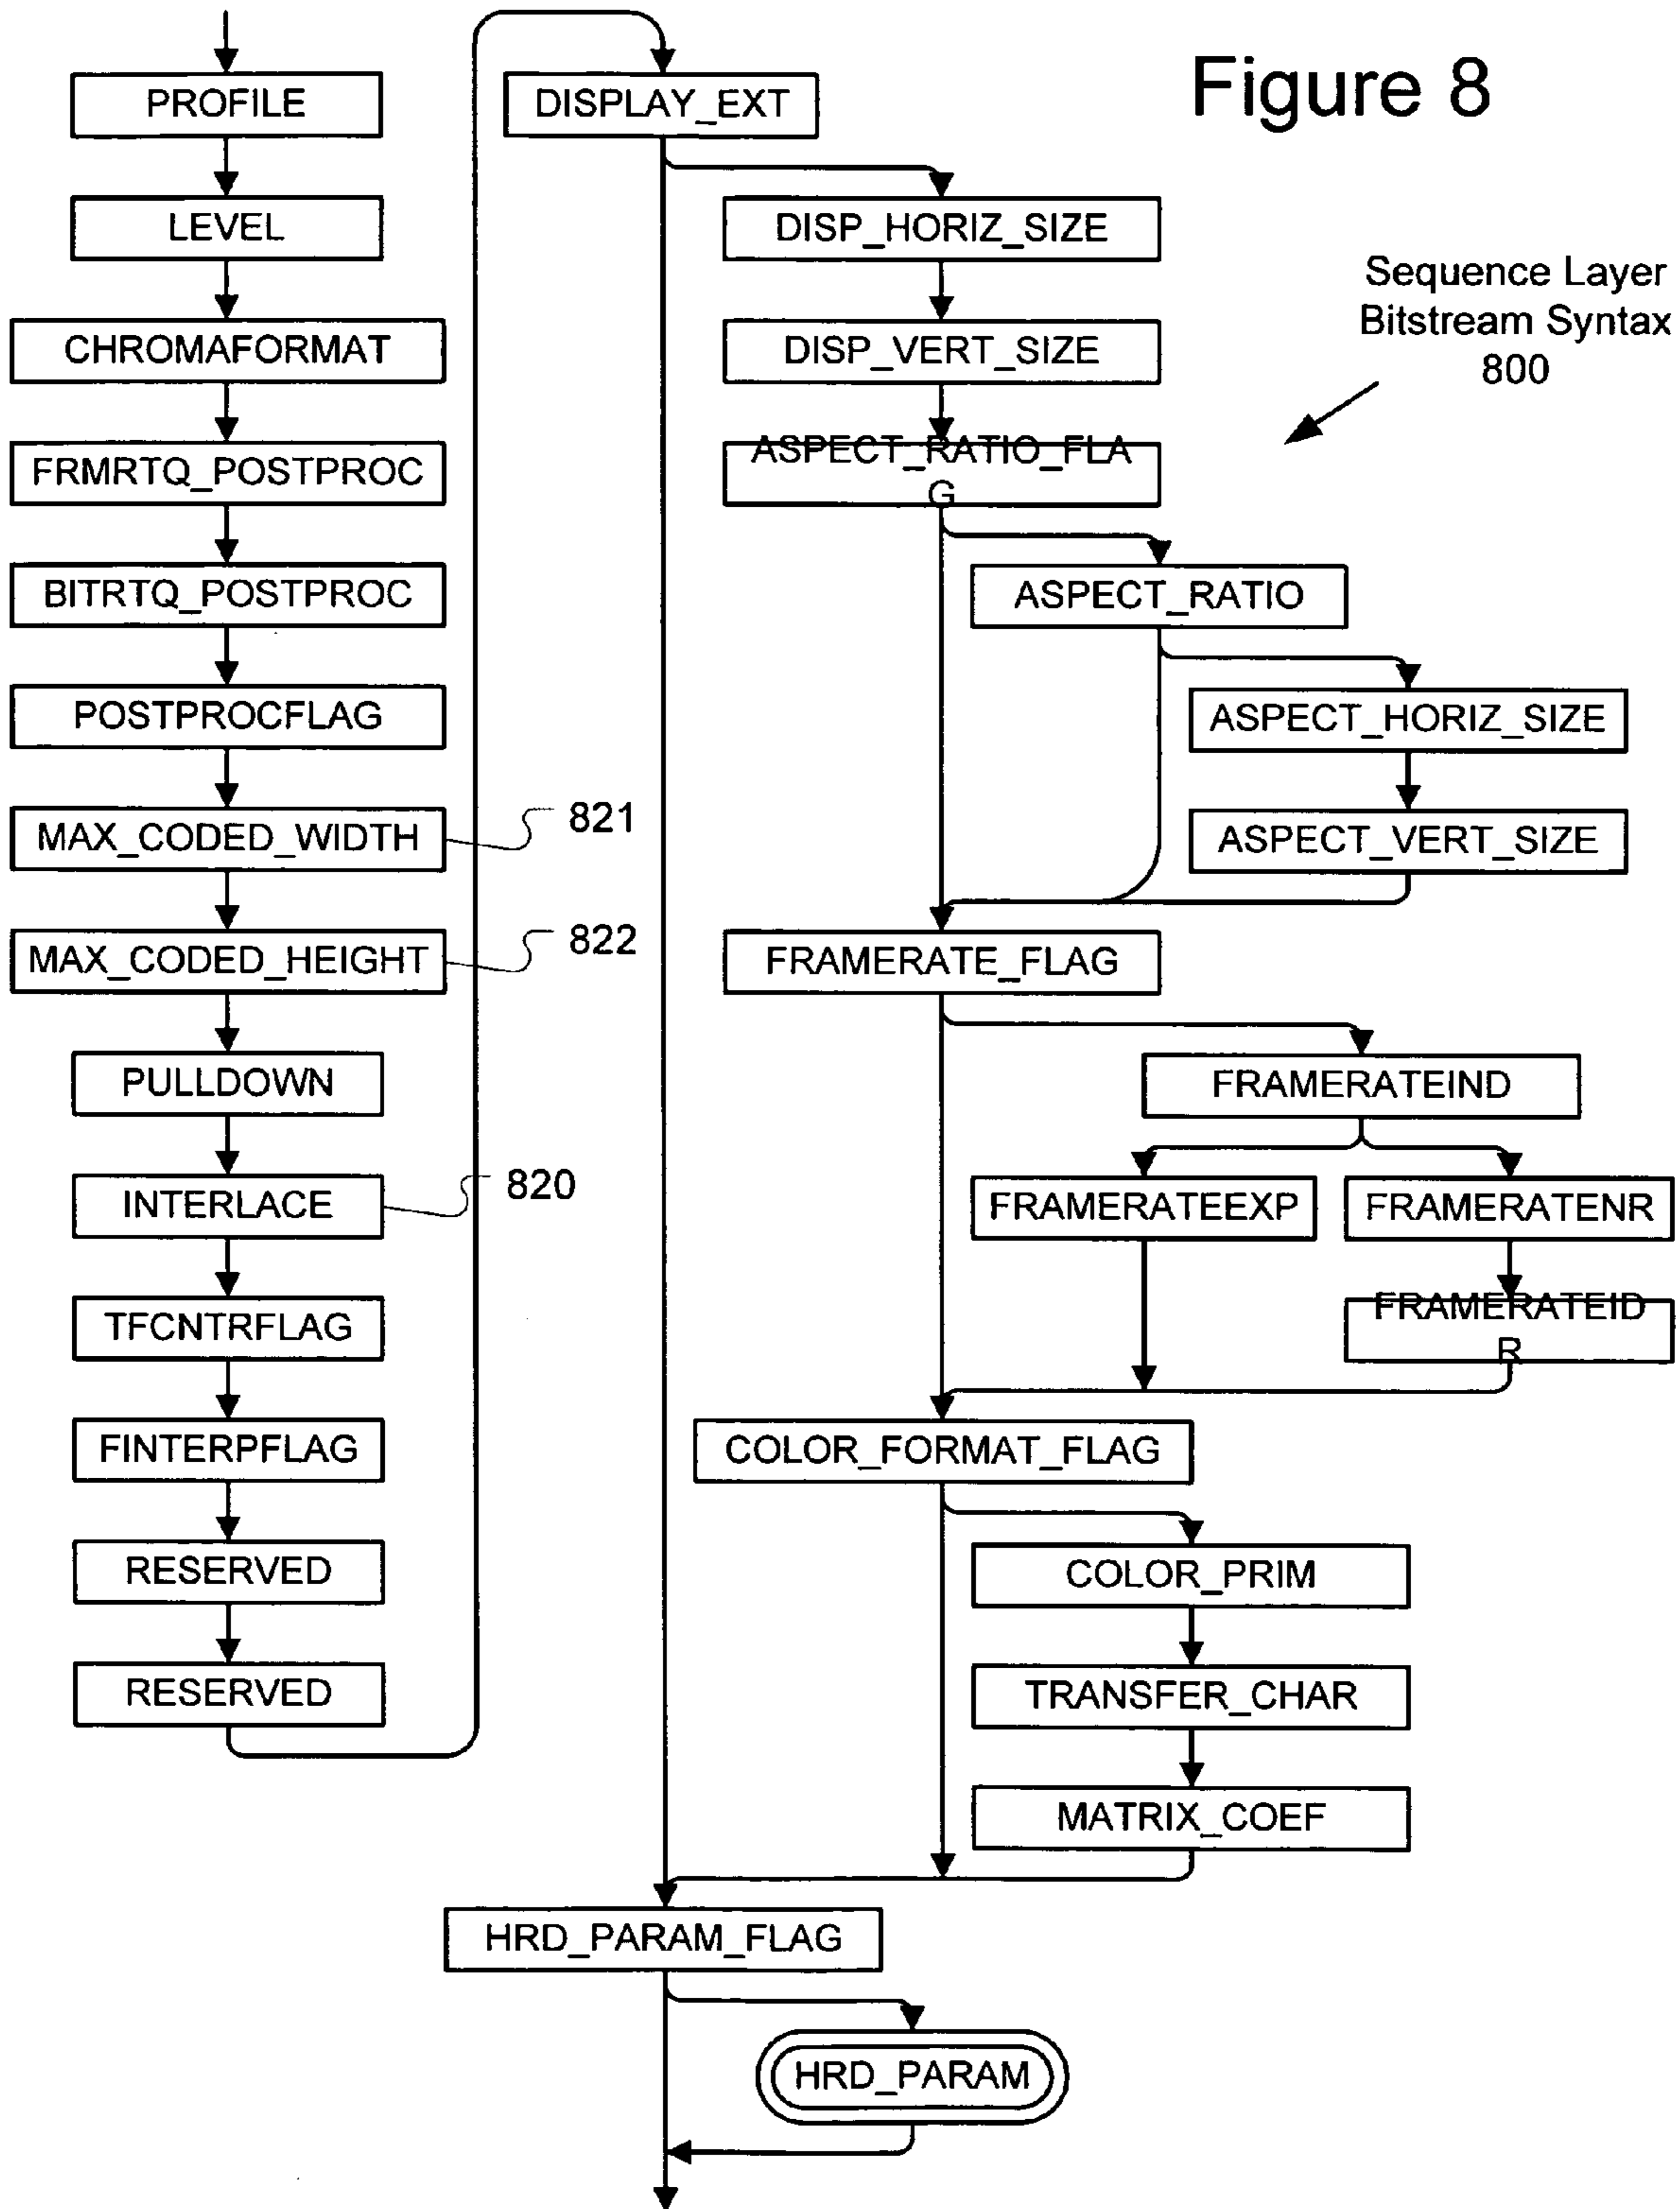 Figure 8
Sequence Layer
Bitstream Syntax
800
PROFILE
LEVEL
CHROMAFORMAT
FRMRTQ_POSTPROC
BITRTQ_POSTPROC
POSTPROCFLAG
MAX_CODED_WIDTH
821
MAX_CODED_HEIGHT
822
PULLDOWN
INTERLACE
820
TFCNTRFLAG
FINTERPFLAG
RESERVED
RESERVED
DISPLAY_EXT
DISP_HORIZ_SIZE
DISP_VERT_SIZE
ASPECT_RATIO_FLA
G
ASPECT_RATIO
ASPECT_HORIZ_SIZE
ASPECT_VERT_SIZE
FRAMERATE_FLAG
FRAMERATEIND
FRAMERATEEXP
FRAMERATENR
FRAMERATEID
R
COLOR_FORMAT_FLAG
COLOR_PRIM
TRANSFER_CHAR
MATRIX_COEF
HRD_PARAM_FLAG
HRD_PARAM